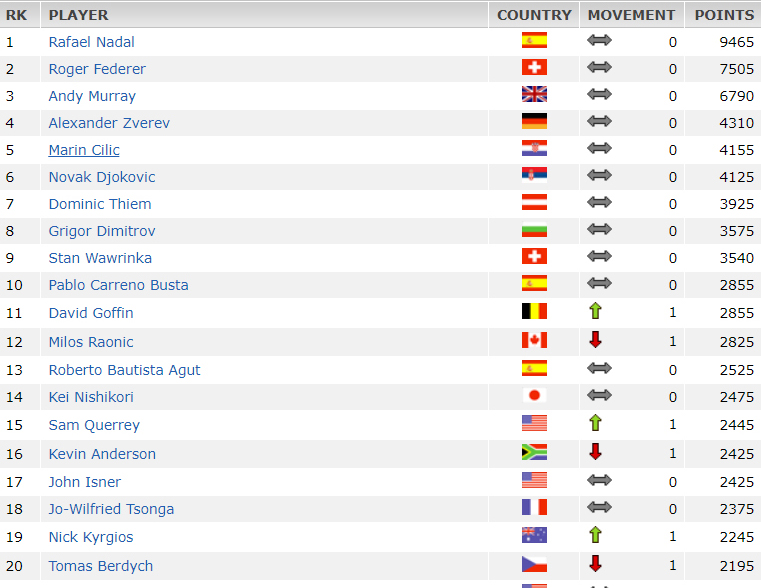 RK PLAYER COUNTRY MOVEMENT POINTS
1 Rafael Nadal 0 9465
2 Roger Federer 0 7505
3 Andy Murray 0 6790
4 Alexander Zverev 0 4310
5 Marin Cilic 0 4155
6 Novak Djokovic 0 4125
7 Dominic Thiem 0 3925
8 Grigor Dimitrov 0 3575
9 Stan Wawrinka 0 3540
10 Pablo Carreno Busta 0 2855
11 David Goffin 1 2855
12 Milos Raonic 1 2825
13 Roberto Bautista Agut 0 2525
14 Kei Nishikori 0 2475
15 Sam Querrey 1 2445
16 Kevin Anderson 1 2425
17 John Isner 0 2425
18 Jo-Wilfried Tsonga 0 2375
19 Nick Kyrgios 1 2245
20 Tomas Berdych 1 2195